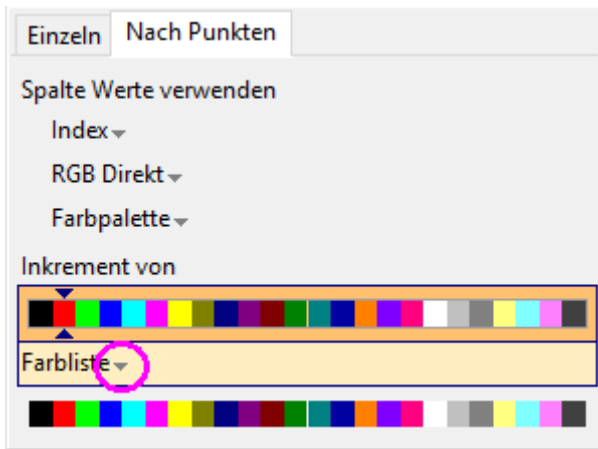 Einzeln Nach Punkten
Spalte Werte verwenden
Index
RGB Direkt
Farbpalette
Inkrement von
Farbliste